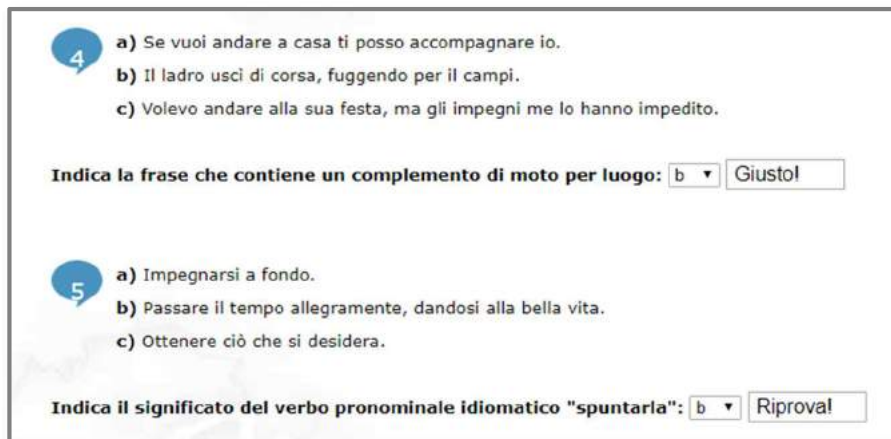 4
a) Se vuoi andare a casa ti posso accompagnare io.
b) Il ladro uscì di corsa, fuggendo per il campi.
c) Volevo andare alla sua festa, ma gli impegni me lo hanno impedito.
Indica la frase che contiene un complemento di moto per luogo: b Giusto!
5
a) Impegnarsi a fondo.
b) Passare il tempo allegramente, dandosi alla bella vita.
c) Ottenere ciò che si desidera.
Indica il significato del verbo pronominale idiomatico "spuntarla": b Riprova!